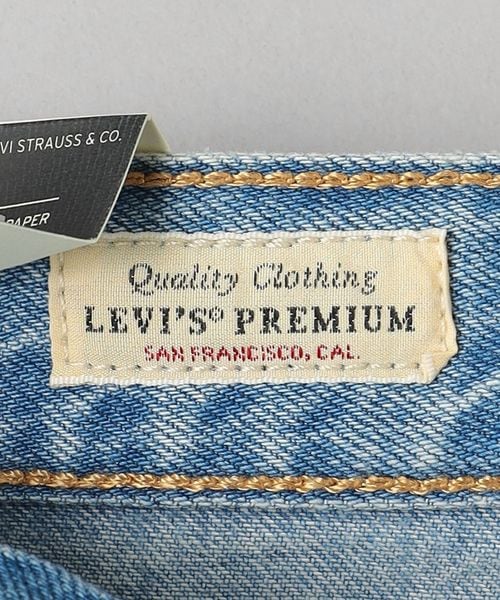 VI STRAUSS & CO.
PAPER
Quality Clothing
LEVI'S® PREMIUM
SAN FRANCISCO, CAL.